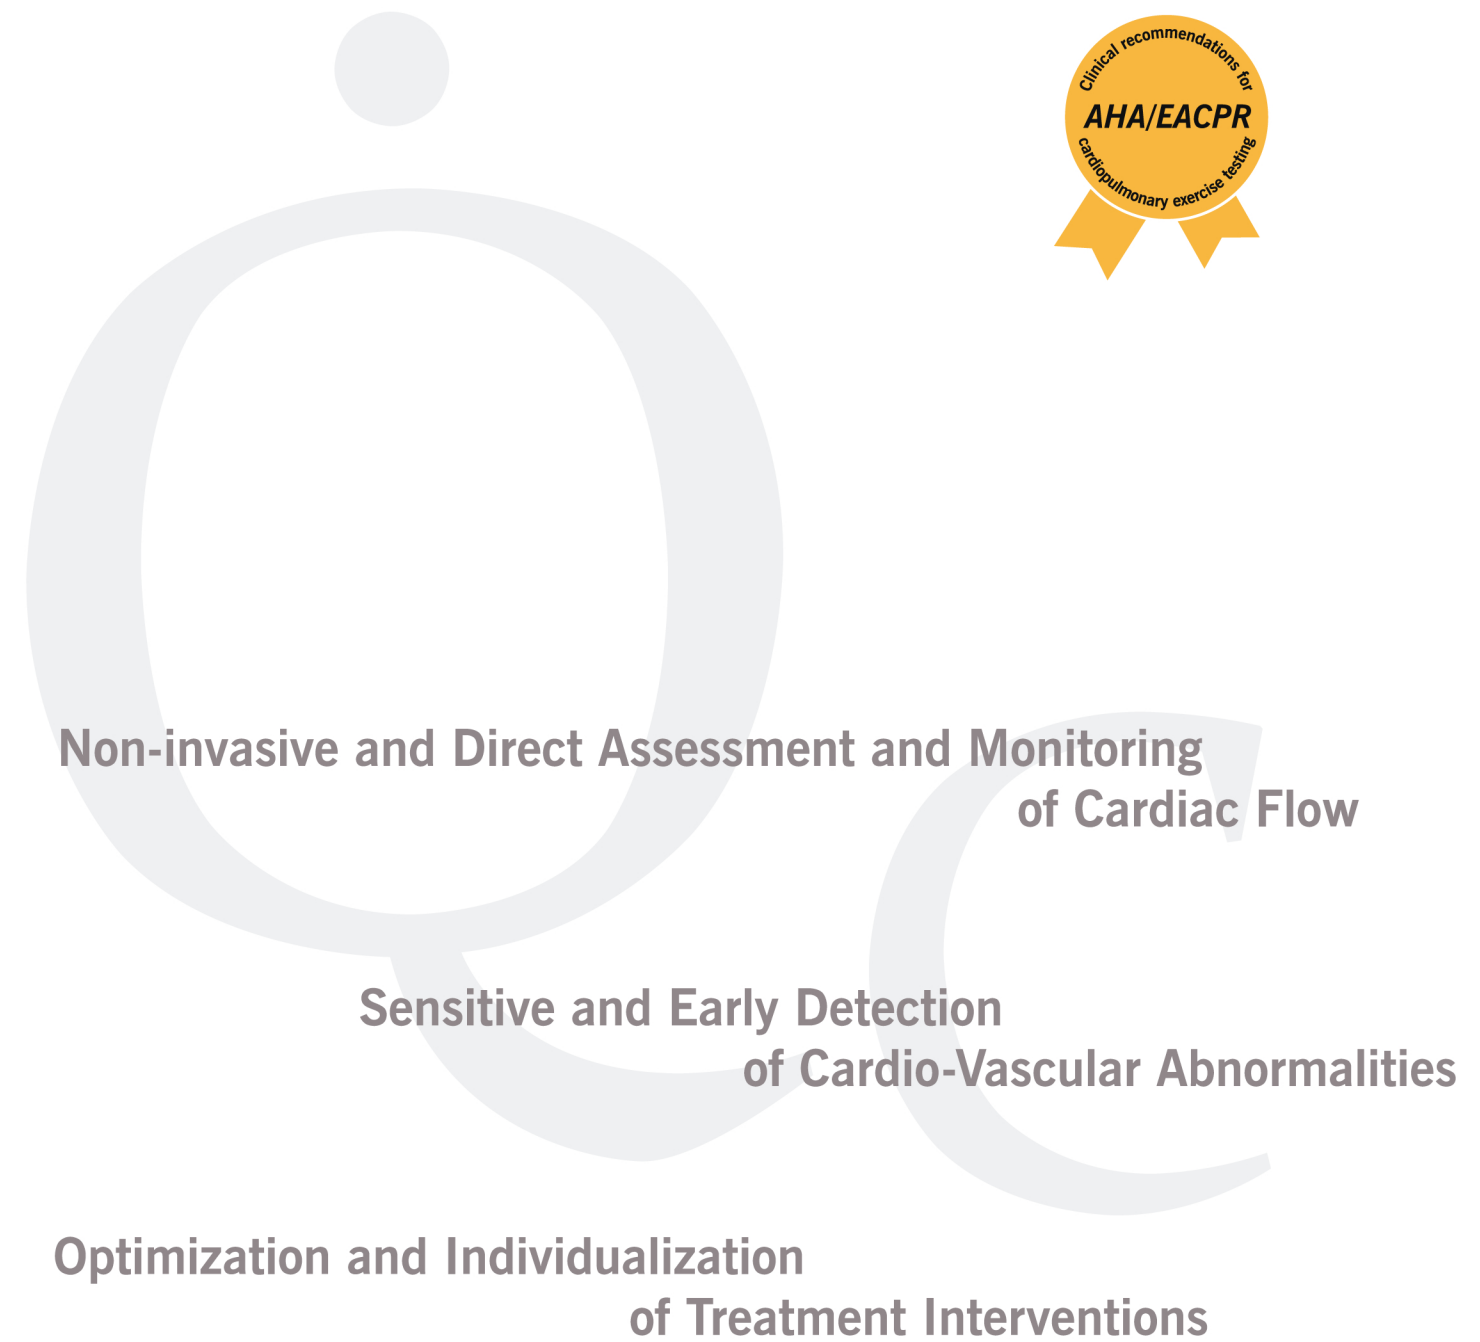 Clinical recommendations for
AHA/EACPR
cardiopulmonary exercise testing
Q̇c
Non-invasive and Direct Assessment and Monitoring
of Cardiac Flow
Sensitive and Early Detection
of Cardio-Vascular Abnormalities
Optimization and Individualization
of Treatment Interventions